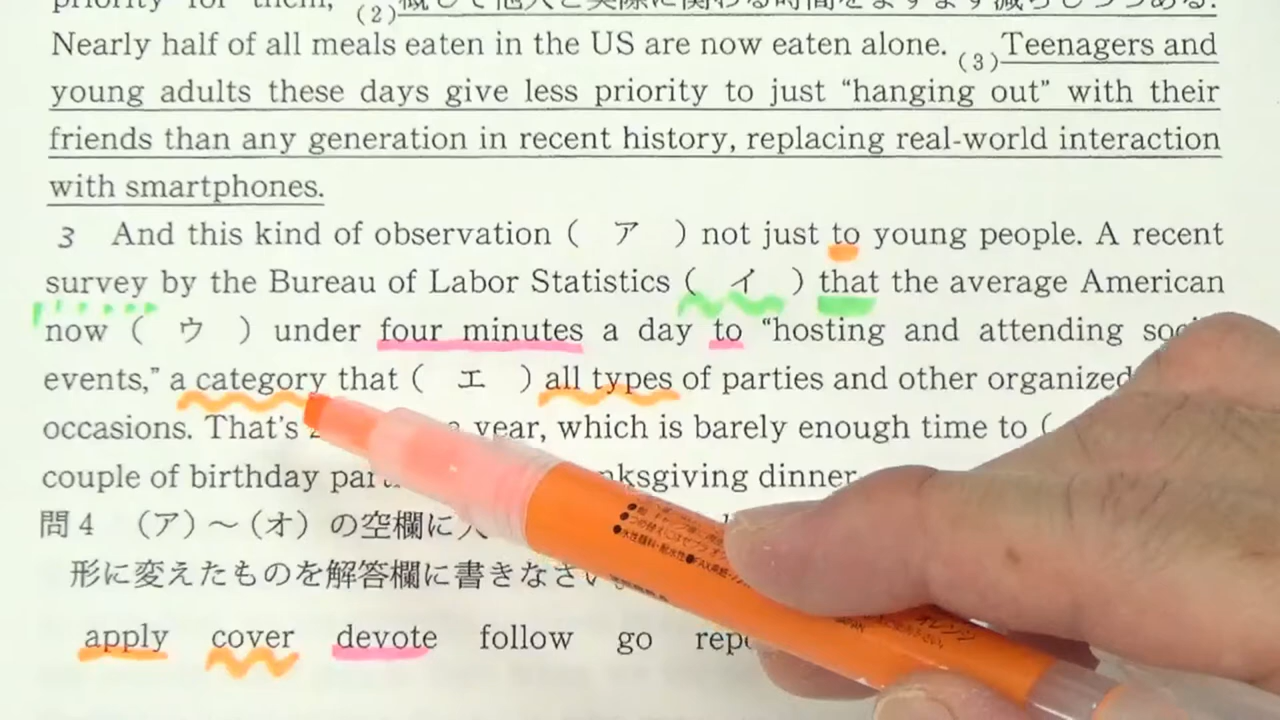 priority for them, (2)概して他人と実際に関わる時間をますます減らしつつある.
Nearly half of all meals eaten in the US are now eaten alone. (3)Teenagers and
young adults these days give less priority to just “hanging out” with their
friends than any generation in recent history, replacing real-world interaction
with smartphones.
3 And this kind of observation ( ア ) not just to young people. A recent
survey by the Bureau of Labor Statistics ( イ ) that the average American
now ( ウ ) under four minutes a day to “hosting and attending
events,” a category that ( エ ) all types of parties and other organized
occasions. That’s a year, which is barely enough time to (
couple of birthday dinner
問4 (ア)～(オ)の空欄に
形に変えたものを解答欄に書きなさい
apply cover devote follow go
オレンジ